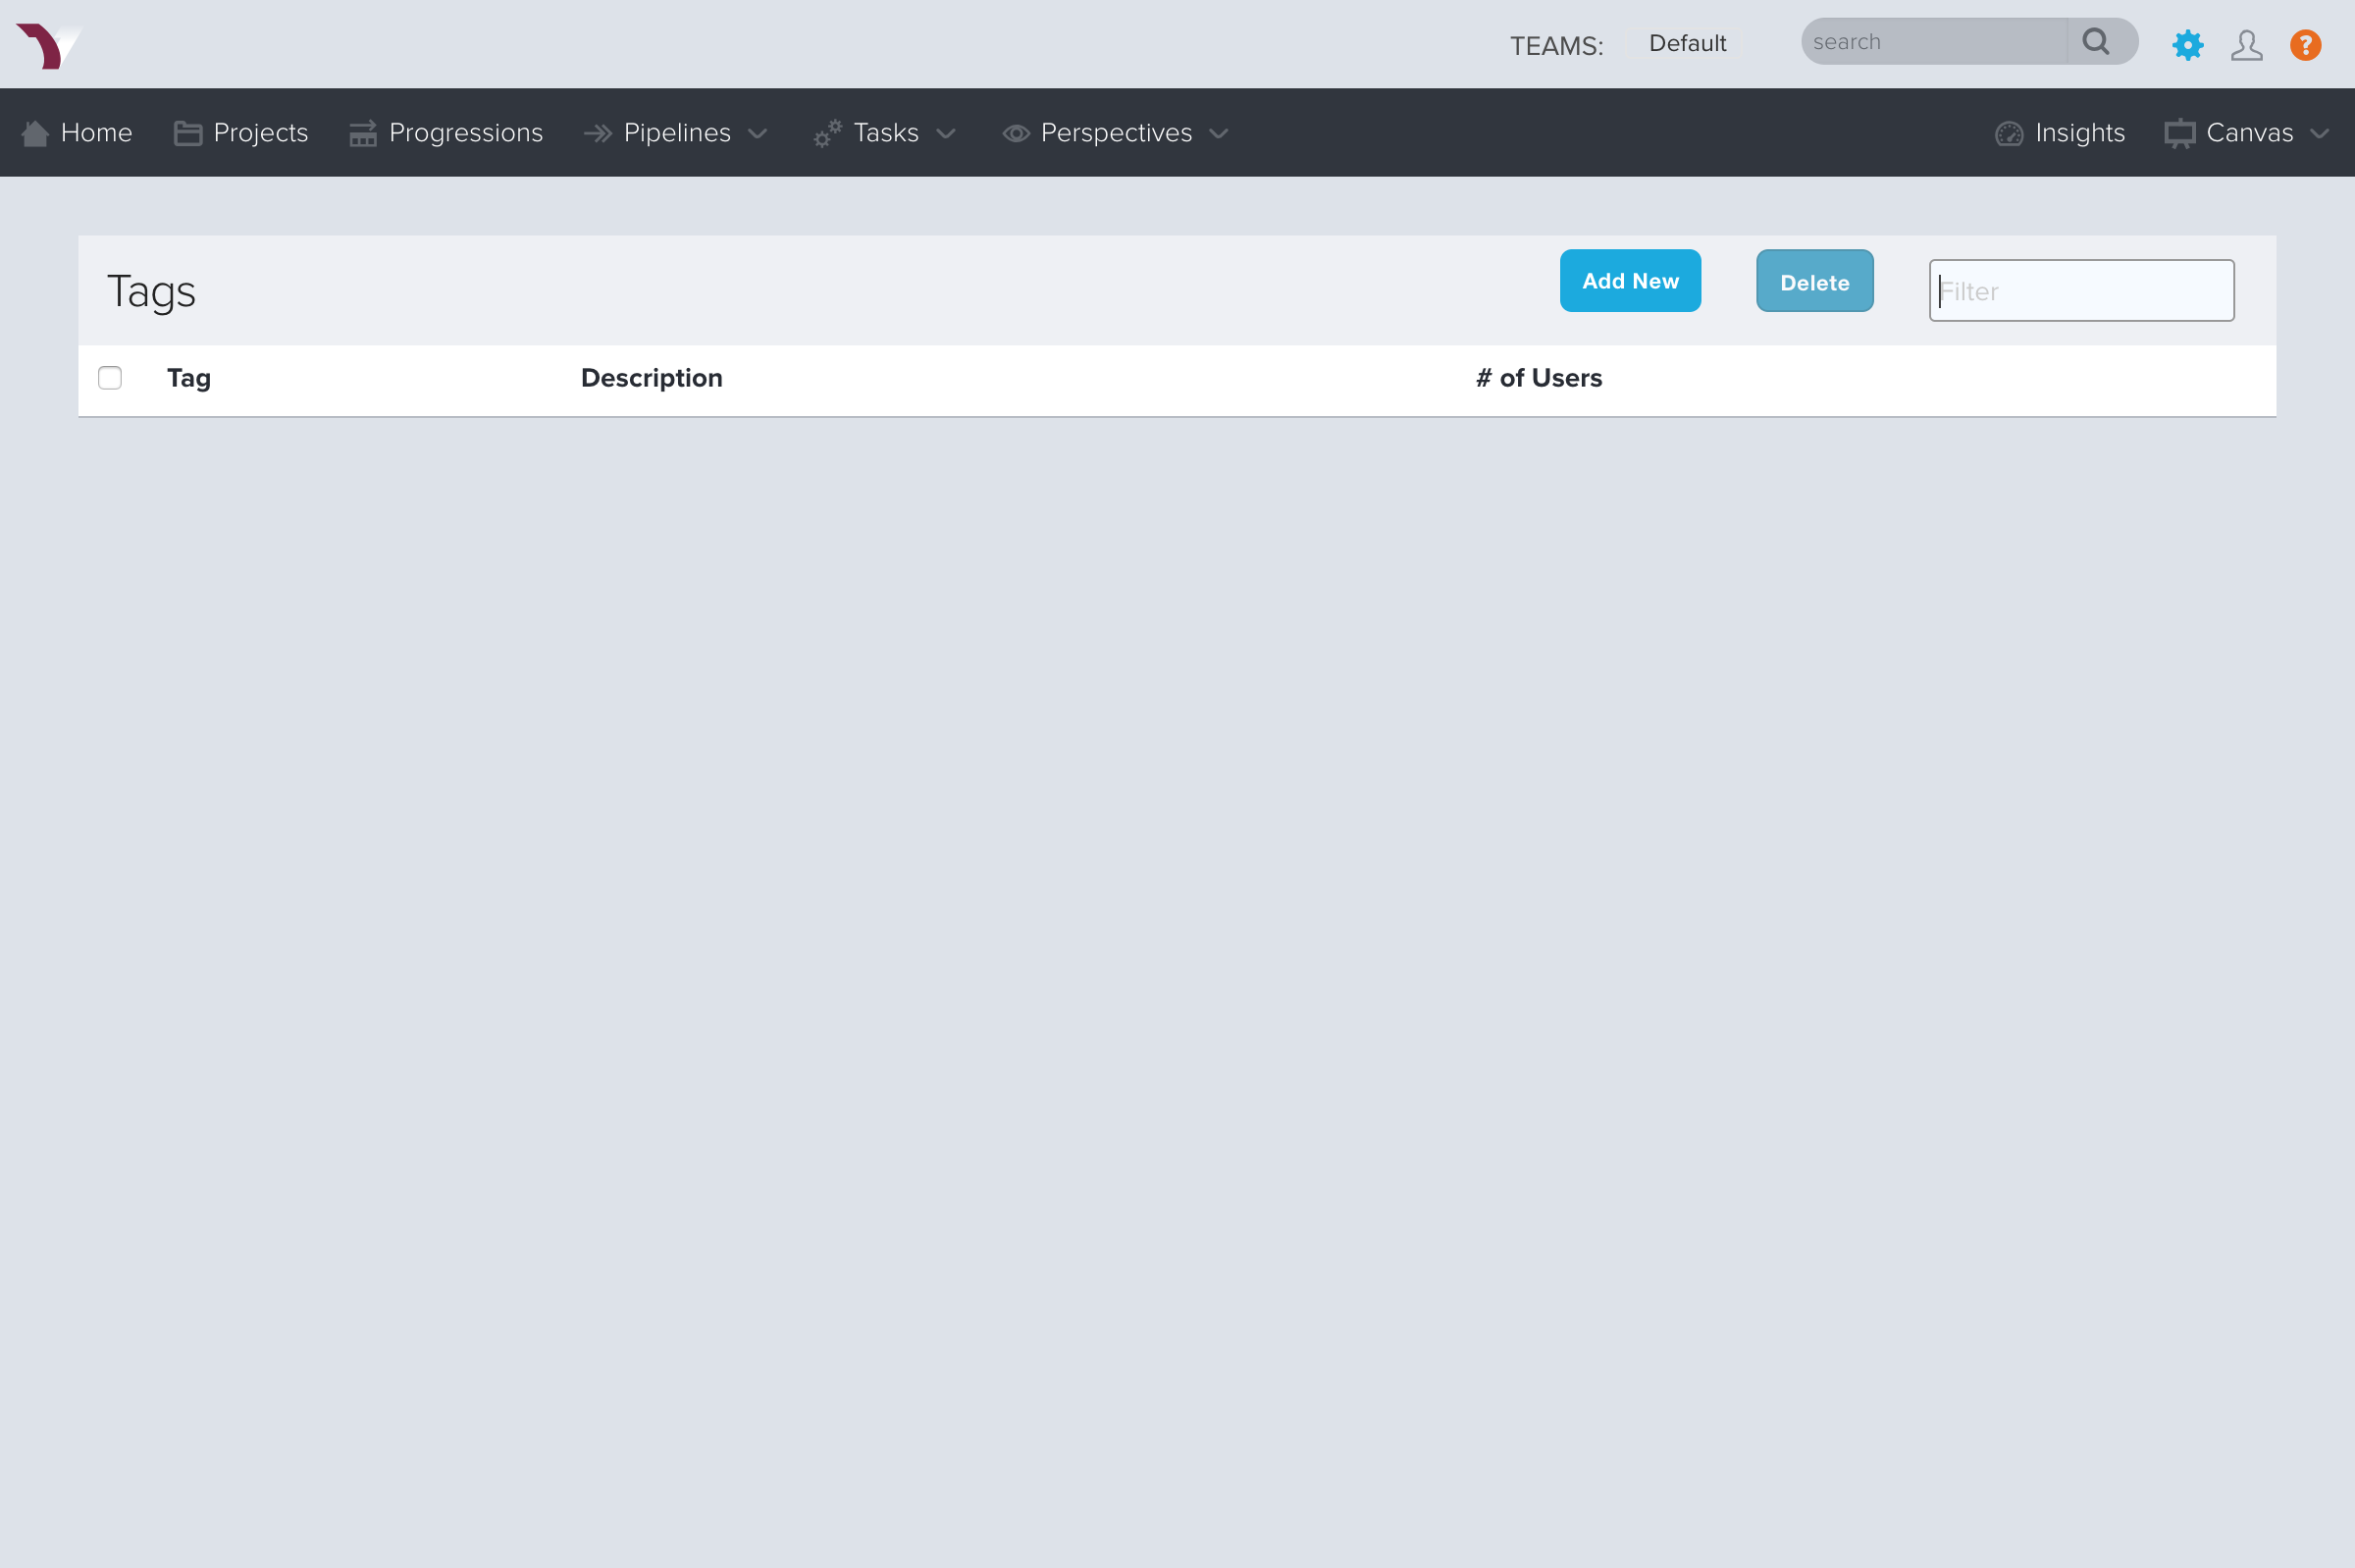 TEAMS: Default search ?
Home Projects Progressions Pipelines Tasks Perspectives Insights Canvas
Tags Add New Delete Filter
Tag Description # of Users